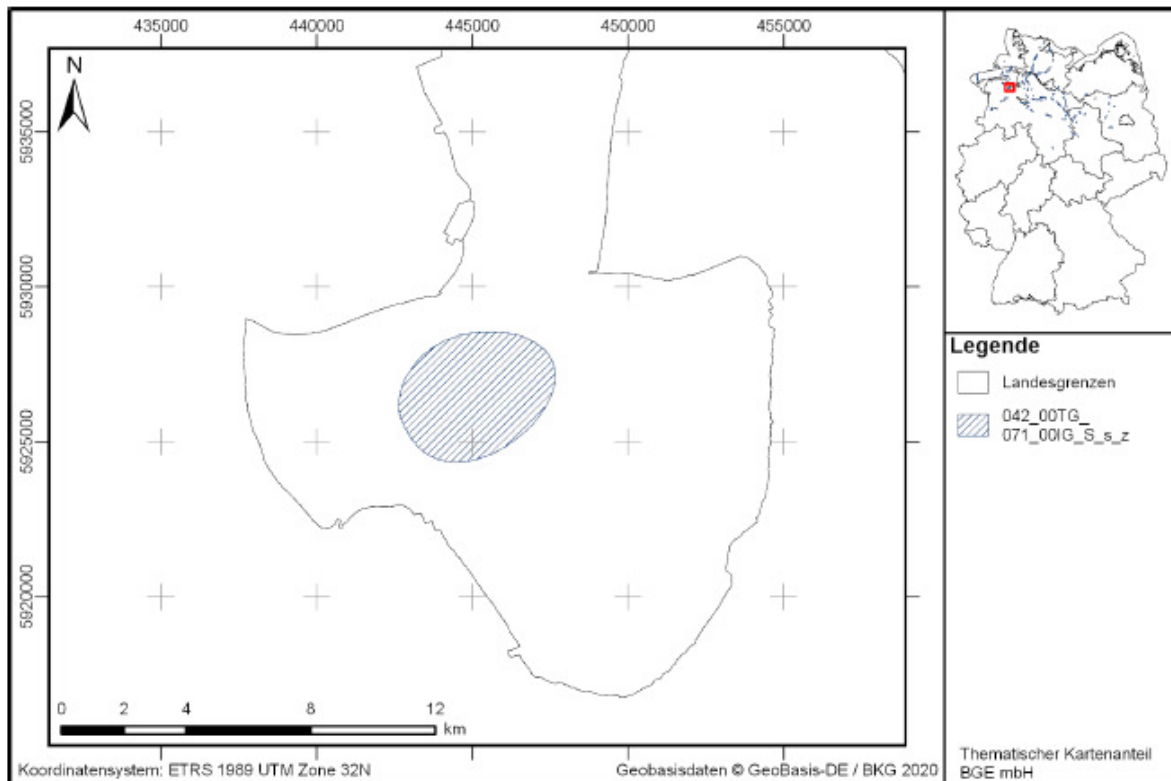 435000 440000 445000 450000 455000
N
5935000
5930000
5925000
5920000
0 2 4 8 12
km
Koordinatensystem: ETRS 1989 UTM Zone 32N
Geobasisdaten © GeoBasis-DE / BKG 2020
Legende
Landesgrenzen
042_00TG_
071_00IG_S_s_z
Thematischer Kartenanteil
BGE mbH